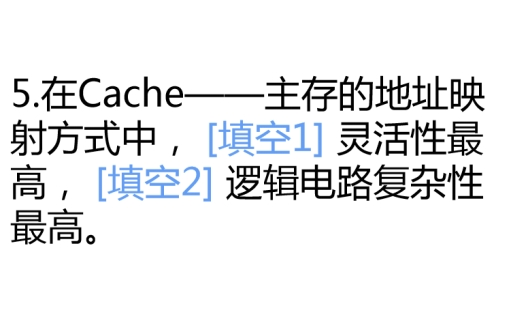 5.在Cache——主存的地址映
射方式中，[填空1] 灵活性最
高，[填空2] 逻辑电路复杂性
最高。